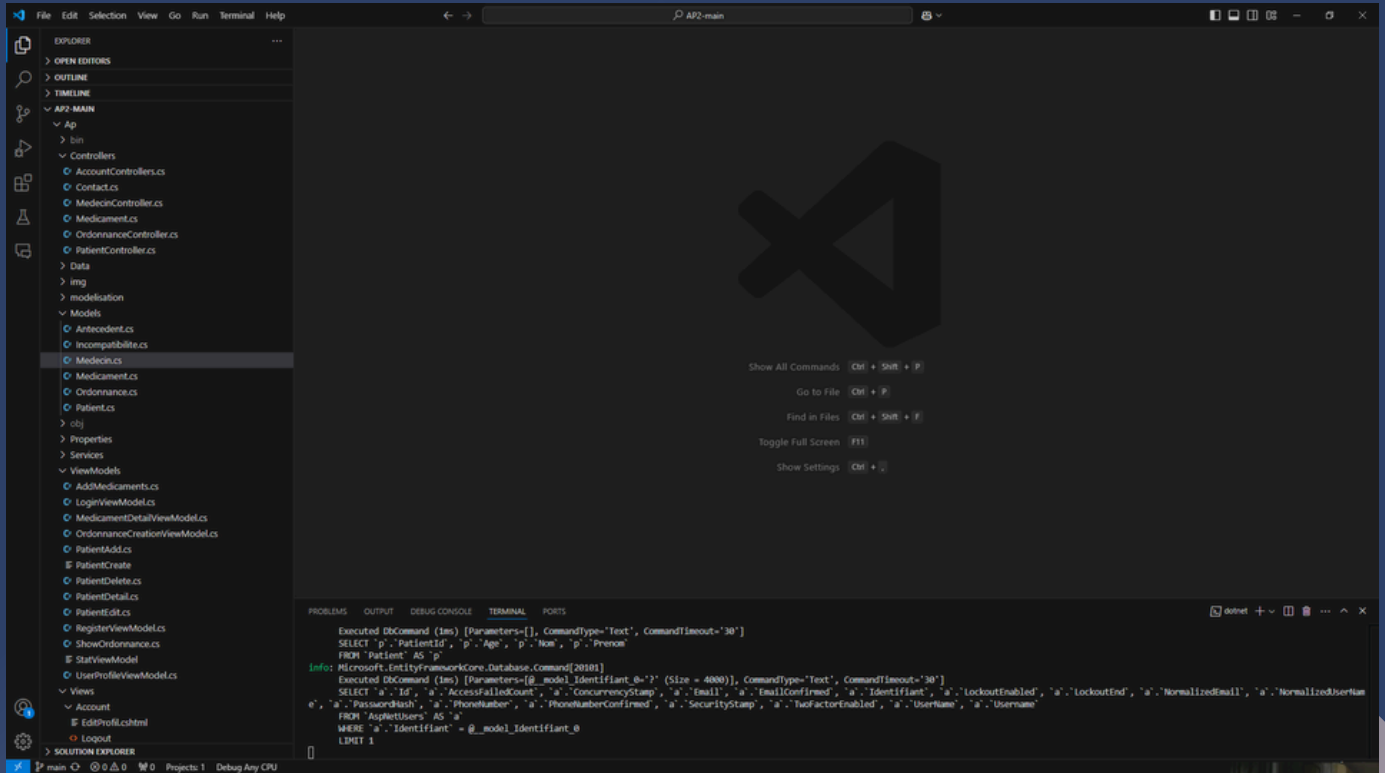 File Edit Selection View Go Run Terminal Help
AP2-main
EXPLORER
OPEN EDITORS
OUTLINE
TIMELINE
AP2-MAIN
Ap
bin
Controllers
AccountControllers.cs
Contact.cs
MedecinController.cs
Medicament.cs
OrdonnanceController.cs
PatientController.cs
Data
img
modelisation
Models
Antecedent.cs
Incompatibilite.cs
Medecin.cs
Medicament.cs
Ordonnance.cs
Patient.cs
obj
Properties
Services
ViewModels
AddMedicaments.cs
LoginViewModel.cs
MedicamentDetailViewModel.cs
OrdonnanceCreationViewModel.cs
PatientAdd.cs
PatientCreate
PatientDelete.cs
PatientDetail.cs
PatientEdit.cs
RegisterViewModel.cs
ShowOrdonnance.cs
StatViewModel
UserProfileViewModel.cs
Views
Account
EditProfil.cshtml
Logout
SOLUTION EXPLORER
Show All Commands Ctrl + Shift + P
Go to File Ctrl + P
Find in Files Ctrl + Shift + F
Toggle Full Screen F11
Show Settings Ctrl + ,
PROBLEMS OUTPUT DEBUG CONSOLE TERMINAL PORTS
dotnet
Executed DbCommand (1ms) [Parameters=[], CommandType='Text', CommandTimeout='30']
SELECT `p`.`PatientId`, `p`.`Age`, `p`.`Nom`, `p`.`Prenom`
FROM `Patient` AS `p`
info: Microsoft.EntityFrameworkCore.Database.Command[20101]
Executed DbCommand (1ms) [Parameters=[@__model_Identifiant_0='?' (Size = 4000)], CommandType='Text', CommandTimeout='30']
SELECT `a`.`Id`, `a`.`AccessFailedCount`, `a`.`ConcurrencyStamp`, `a`.`Email`, `a`.`EmailConfirmed`, `a`.`Identifiant`, `a`.`LockoutEnabled`, `a`.`LockoutEnd`, `a`.`NormalizedEmail`, `a`.`NormalizedUserNam
e`, `a`.`PasswordHash`, `a`.`PhoneNumber`, `a`.`PhoneNumberConfirmed`, `a`.`SecurityStamp`, `a`.`TwoFactorEnabled`, `a`.`UserName`, `a`.`Username`
FROM `AspNetUsers` AS `a`
WHERE `a`.`Identifiant` = @__model_Identifiant_0
LIMIT 1
1
main 0 0 0 Projects: 1 Debug Any CPU